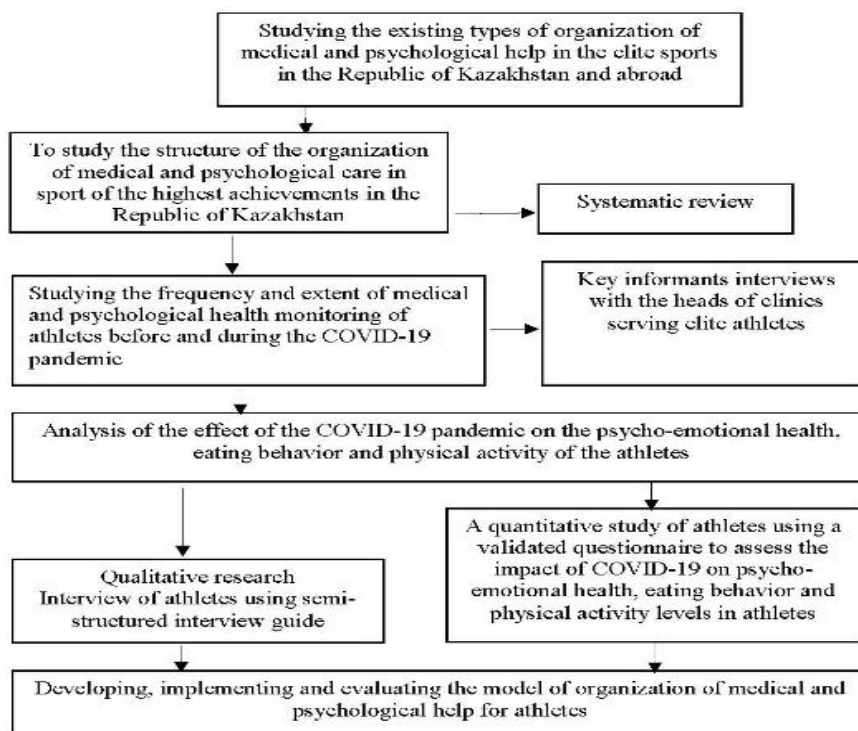 Studying the existing types of organization of
medical and psychological help in the elite sports
in the Republic of Kazakhstan and abroad
To study the structure of the organization
of medical and psychological care in
sport of the highest achievements in the
Republic of Kazakhstan
Systematic review
Studying the frequency and extent of medical
and psychological health monitoring of
athletes before and during the COVID-19
pandemic
Key informants interviews
with the heads of clinics
serving elite athletes
Analysis of the effect of the COVID-19 pandemic on the psycho-emotional health,
eating behavior and physical activity of the athletes
Qualitative research
Interview of athletes using semi-
structured interview guide
A quantitative study of athletes using a
validated questionnaire to assess the
impact of COVID-19 on psycho-
emotional health, eating behavior and
physical activity levels in athletes
Developing, implementing and evaluating the model of organization of medical and
psychological help for athletes